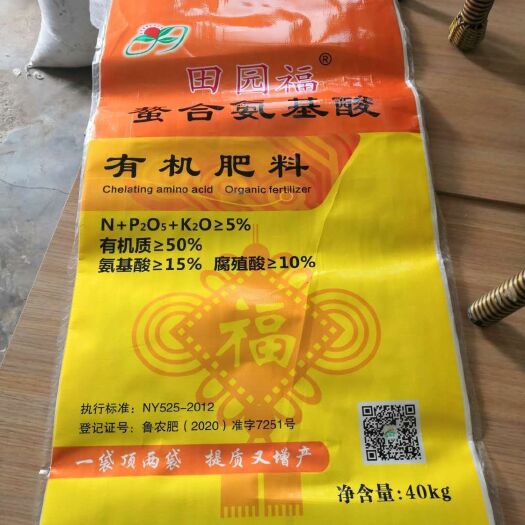 田园福®
螯合氨基酸
有机肥料
Chelating amino acid Organic fertilizer
N+P₂O₅+K₂O≥5%
有机质≥50%
氨基酸≥15% 腐殖酸≥10%
福
执行标准：NY525-2012
登记证号：鲁农肥（2020）准字7251号
一袋顶两袋 提质又增产
净含量:40kg